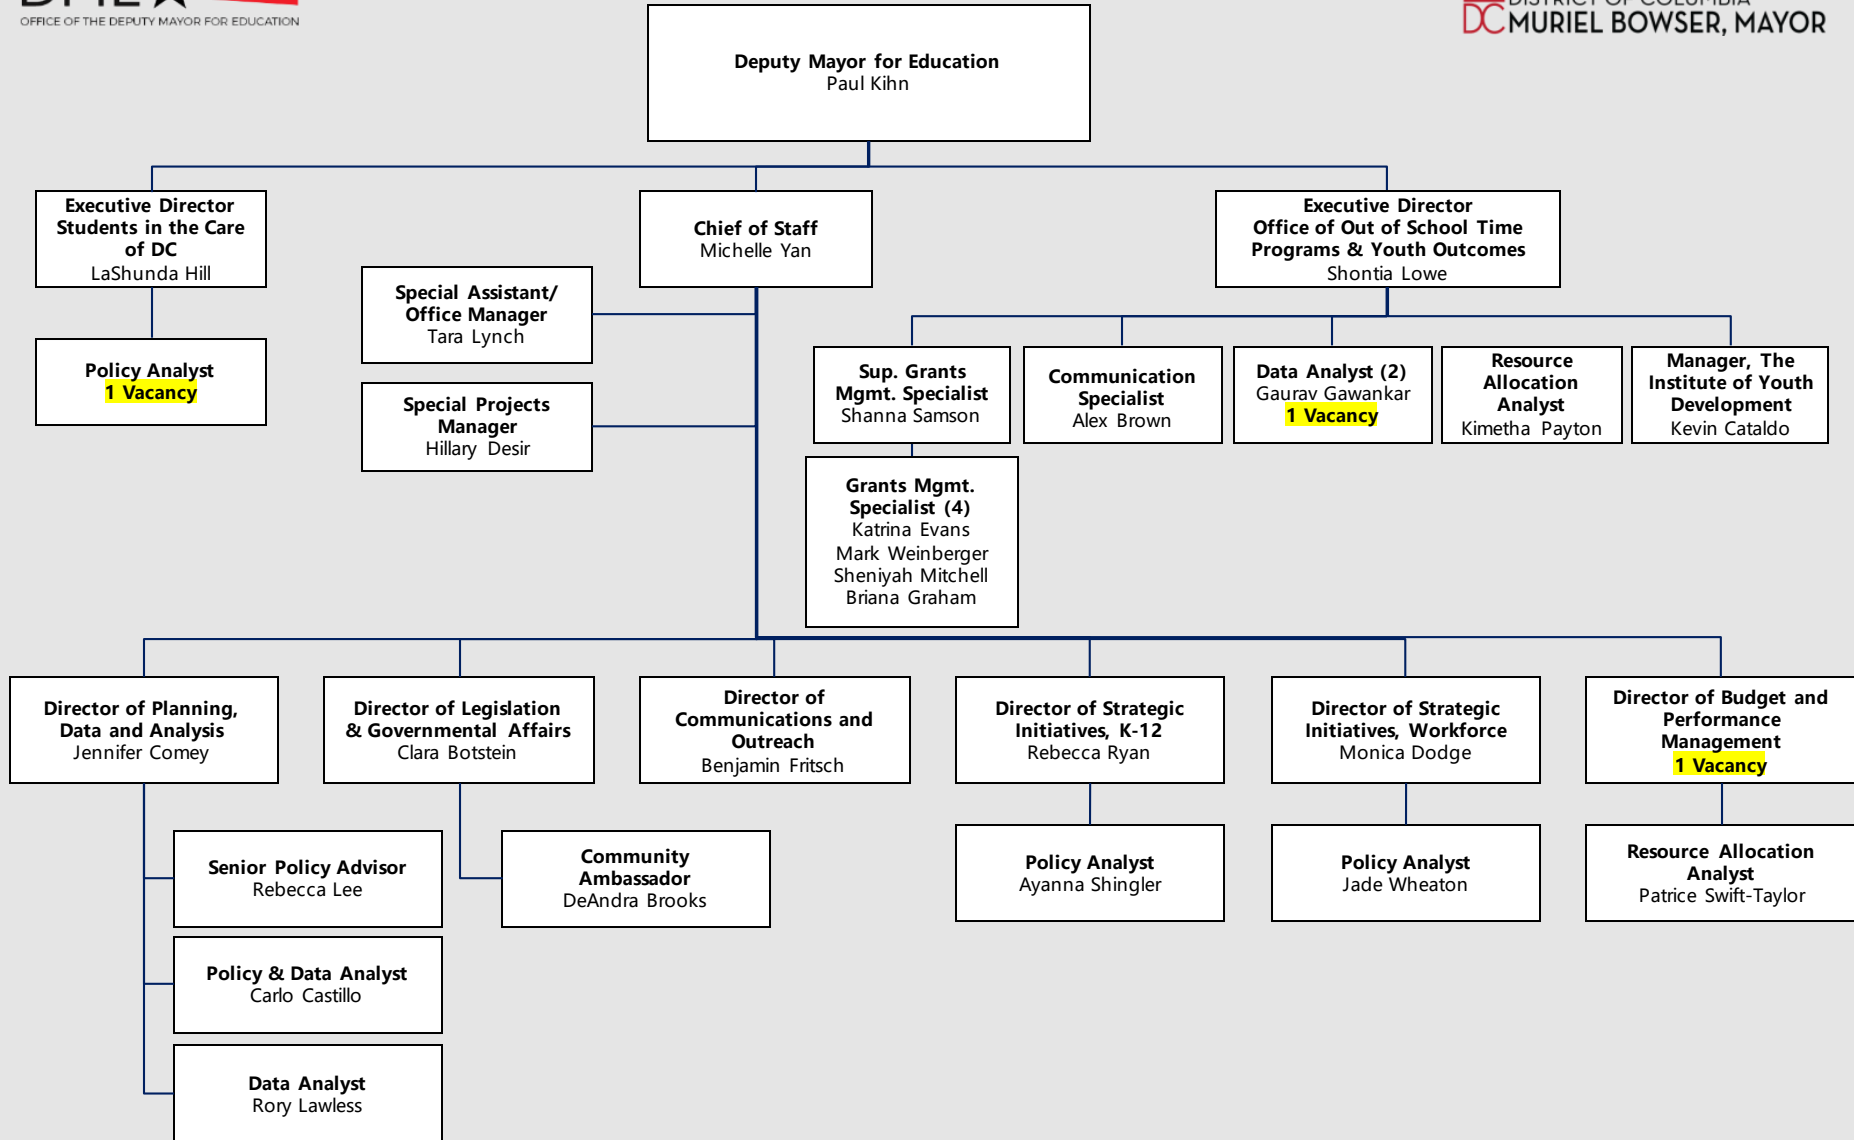 OFFICE OF THE DEPUTY MAYOR FOR EDUCATION
DISTRICT OF COLUMBIA
DC MURIEL BOWSER, MAYOR
Deputy Mayor for Education
Paul Kihn
Executive Director
Students in the Care
of DC
LaShunda Hill
Chief of Staff
Michelle Yan
Executive Director
Office of Out of School Time
Programs & Youth Outcomes
Shontia Lowe
Special Assistant/
Office Manager
Tara Lynch
Policy Analyst
1 Vacancy
Special Projects
Manager
Hillary Desir
Sup. Grants
Mgmt. Specialist
Shanna Samson
Communication
Specialist
Alex Brown
Data Analyst (2)
Gaurav Gawankar
1 Vacancy
Resource
Allocation
Analyst
Kimetha Payton
Manager, The
Institute of Youth
Development
Kevin Cataldo
Grants Mgmt.
Specialist (4)
Katrina Evans
Mark Weinberger
Sheniyah Mitchell
Briana Graham
Director of Planning,
Data and Analysis
Jennifer Comey
Director of Legislation
& Governmental Affairs
Clara Botstein
Director of
Communications and
Outreach
Benjamin Fritsch
Director of Strategic
Initiatives, K-12
Rebecca Ryan
Director of Strategic
Initiatives, Workforce
Monica Dodge
Director of Budget and
Performance
Management
1 Vacancy
Senior Policy Advisor
Rebecca Lee
Community
Ambassador
DeAndra Brooks
Policy Analyst
Ayanna Shingler
Policy Analyst
Jade Wheaton
Resource Allocation
Analyst
Patrice Swift-Taylor
Policy & Data Analyst
Carlo Castillo
Data Analyst
Rory Lawless